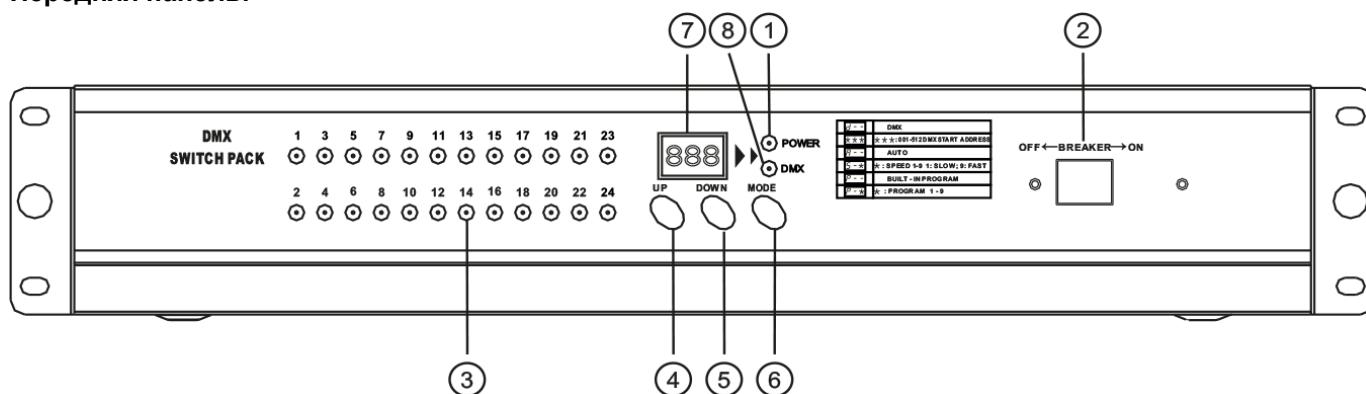 7 8 1 2
DMX
SWITCH PACK
1 3 5 7 9 11 13 15 17 19 21 23
2 4 6 8 10 12 14 16 18 20 22 24
888
POWER
DMX
UP DOWN MODE
d-- DMX
*** ***:001-512 DMX START ADDRESS
A-- AUTO
S-* *:SPEED 1-9 1: SLOW; 9: FAST
P-- BUILT-IN PROGRAM
P-* *: PROGRAM 1-9
OFF←BREAKER→ON
3 4 5 6